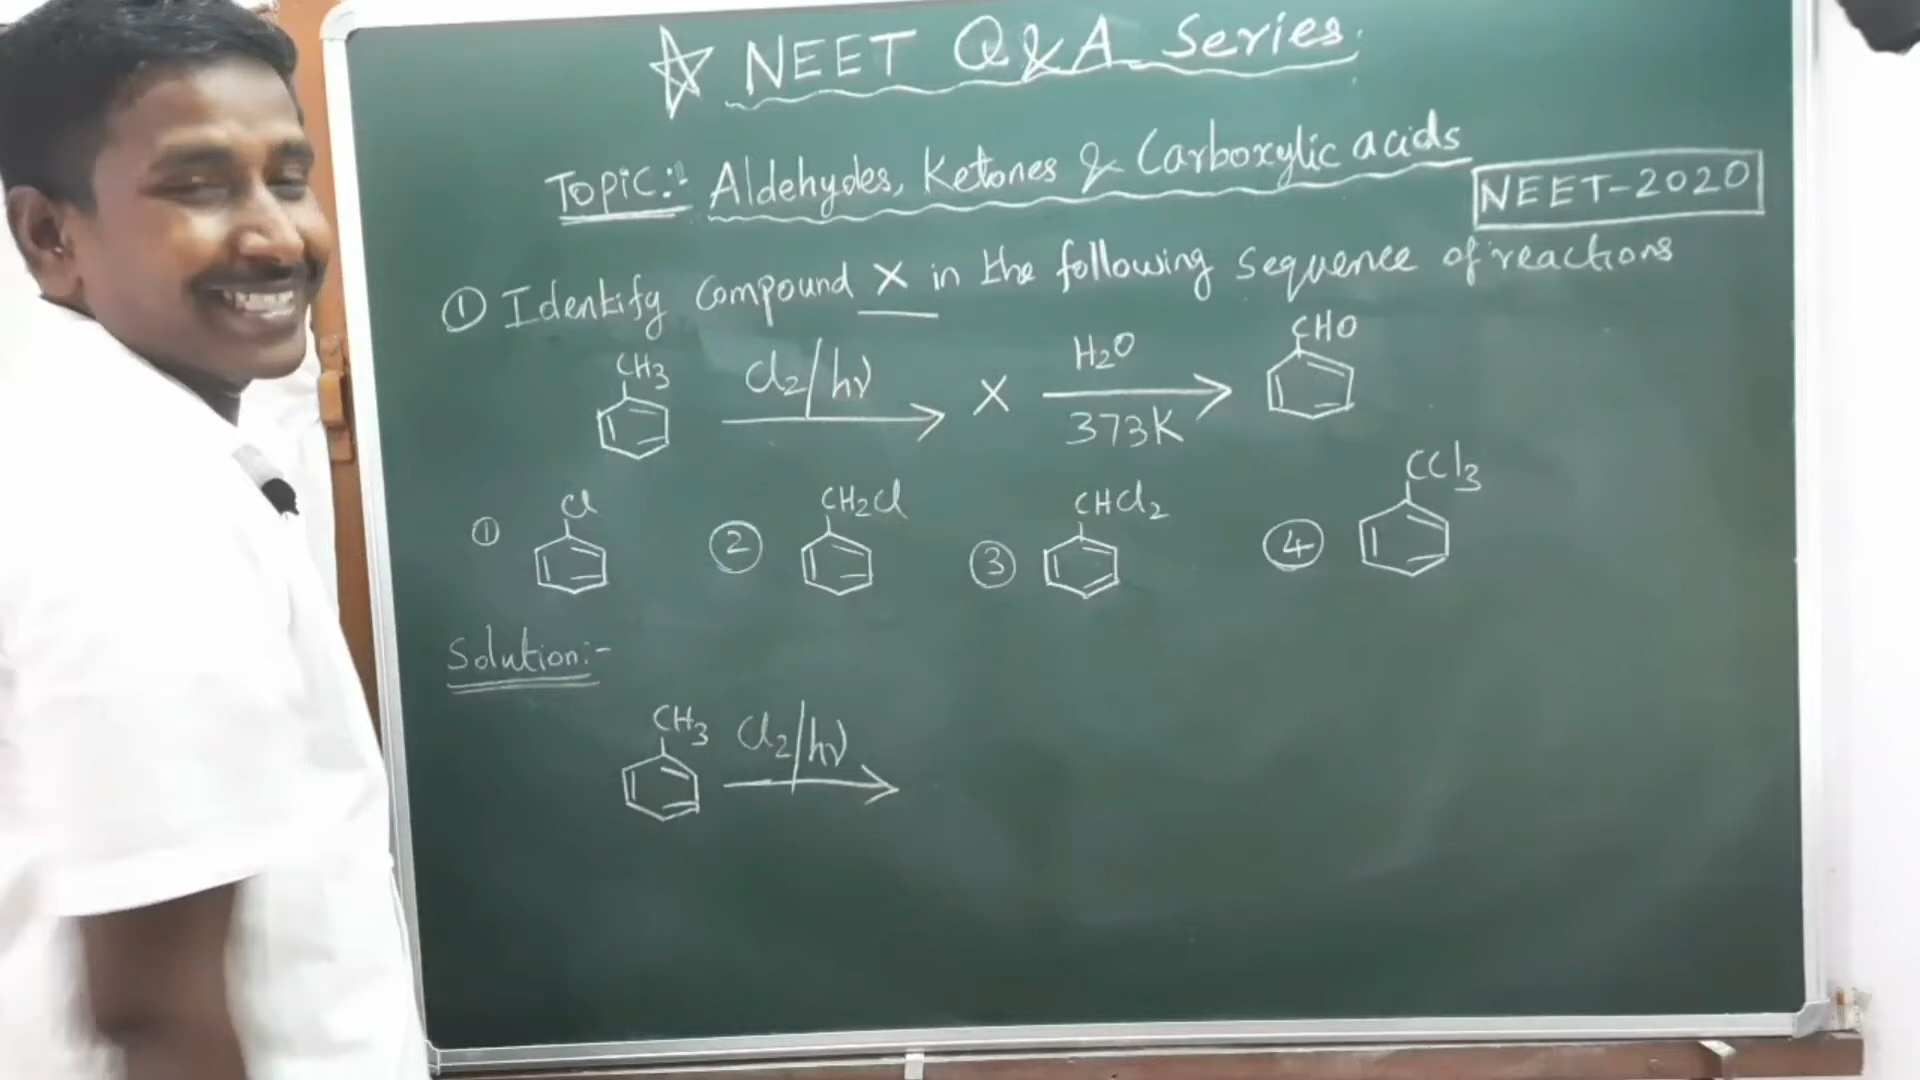 ☆ NEET Q&A Series.
Topic:- Aldehydes, Ketones & Carboxylic acids
NEET-2020
① Identify compound X in the following sequence of reactions
CH3 Cl2/hν X H2O 373K CHO
① Cl ② CH2Cl ③ CHCl2 ④ CCl3
Solution:-
CH3 Cl2/hν